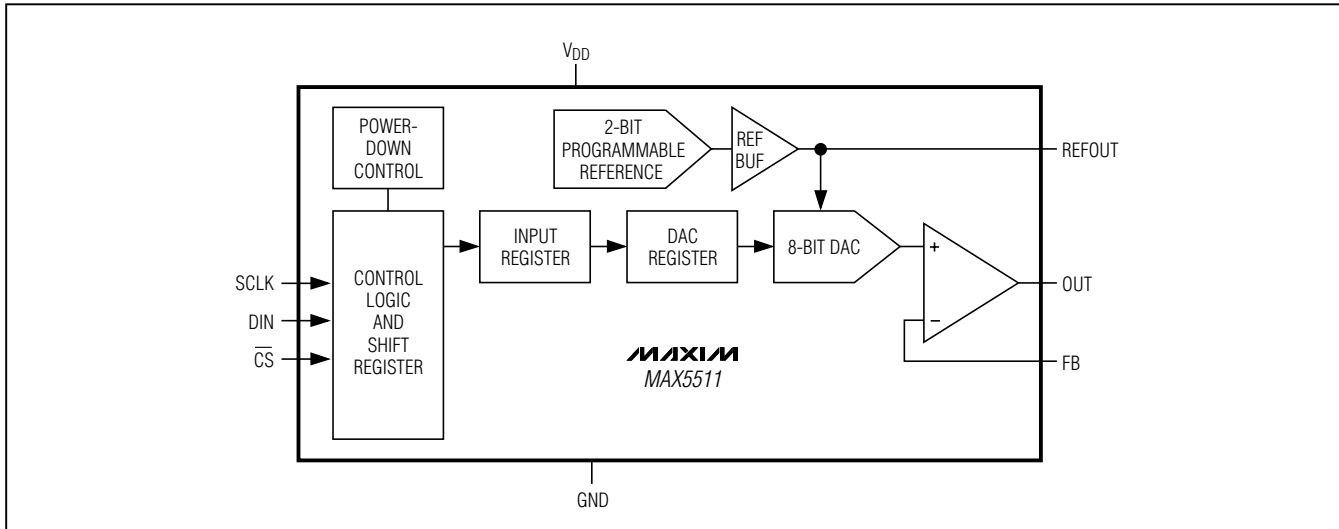 VDD
POWER-
DOWN
CONTROL
2-BIT
PROGRAMMABLE
REFERENCE
REF
BUF
REFOUT
SCLK
DIN
CS
CONTROL
LOGIC
AND
SHIFT
REGISTER
INPUT
REGISTER
DAC
REGISTER
8-BIT DAC
+
−
OUT
FB
MAXIM
MAX5511
GND